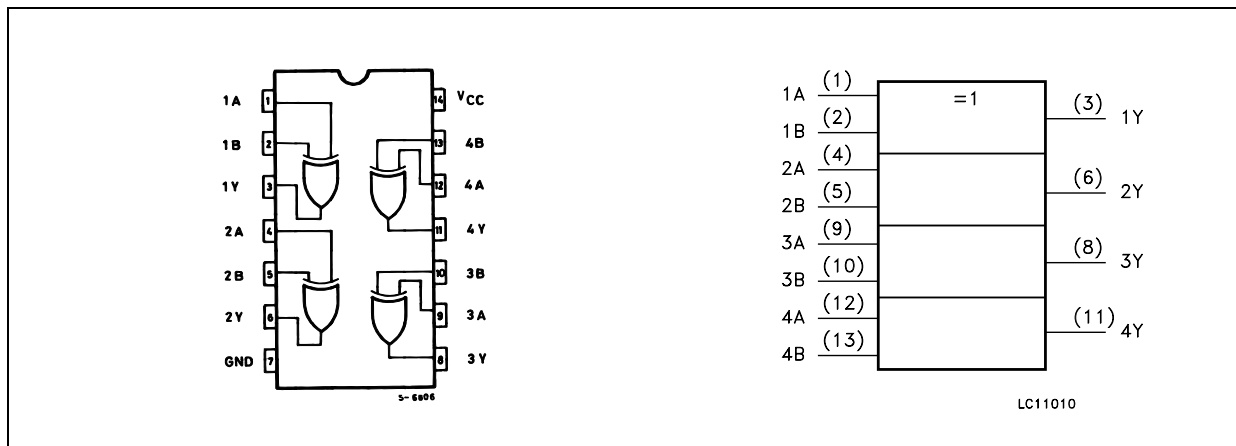 1A 1 14 VCC
1B 2 13 4B
1Y 3 12 4A
2A 4 11 4Y
2B 5 10 3B
2Y 6 9 3A
GND 7 8 3Y
S-6806
=1
1A (1)
1B (2)
2A (4)
2B (5)
3A (9)
3B (10)
4A (12)
4B (13)
(3) 1Y
(6) 2Y
(8) 3Y
(11) 4Y
LC11010